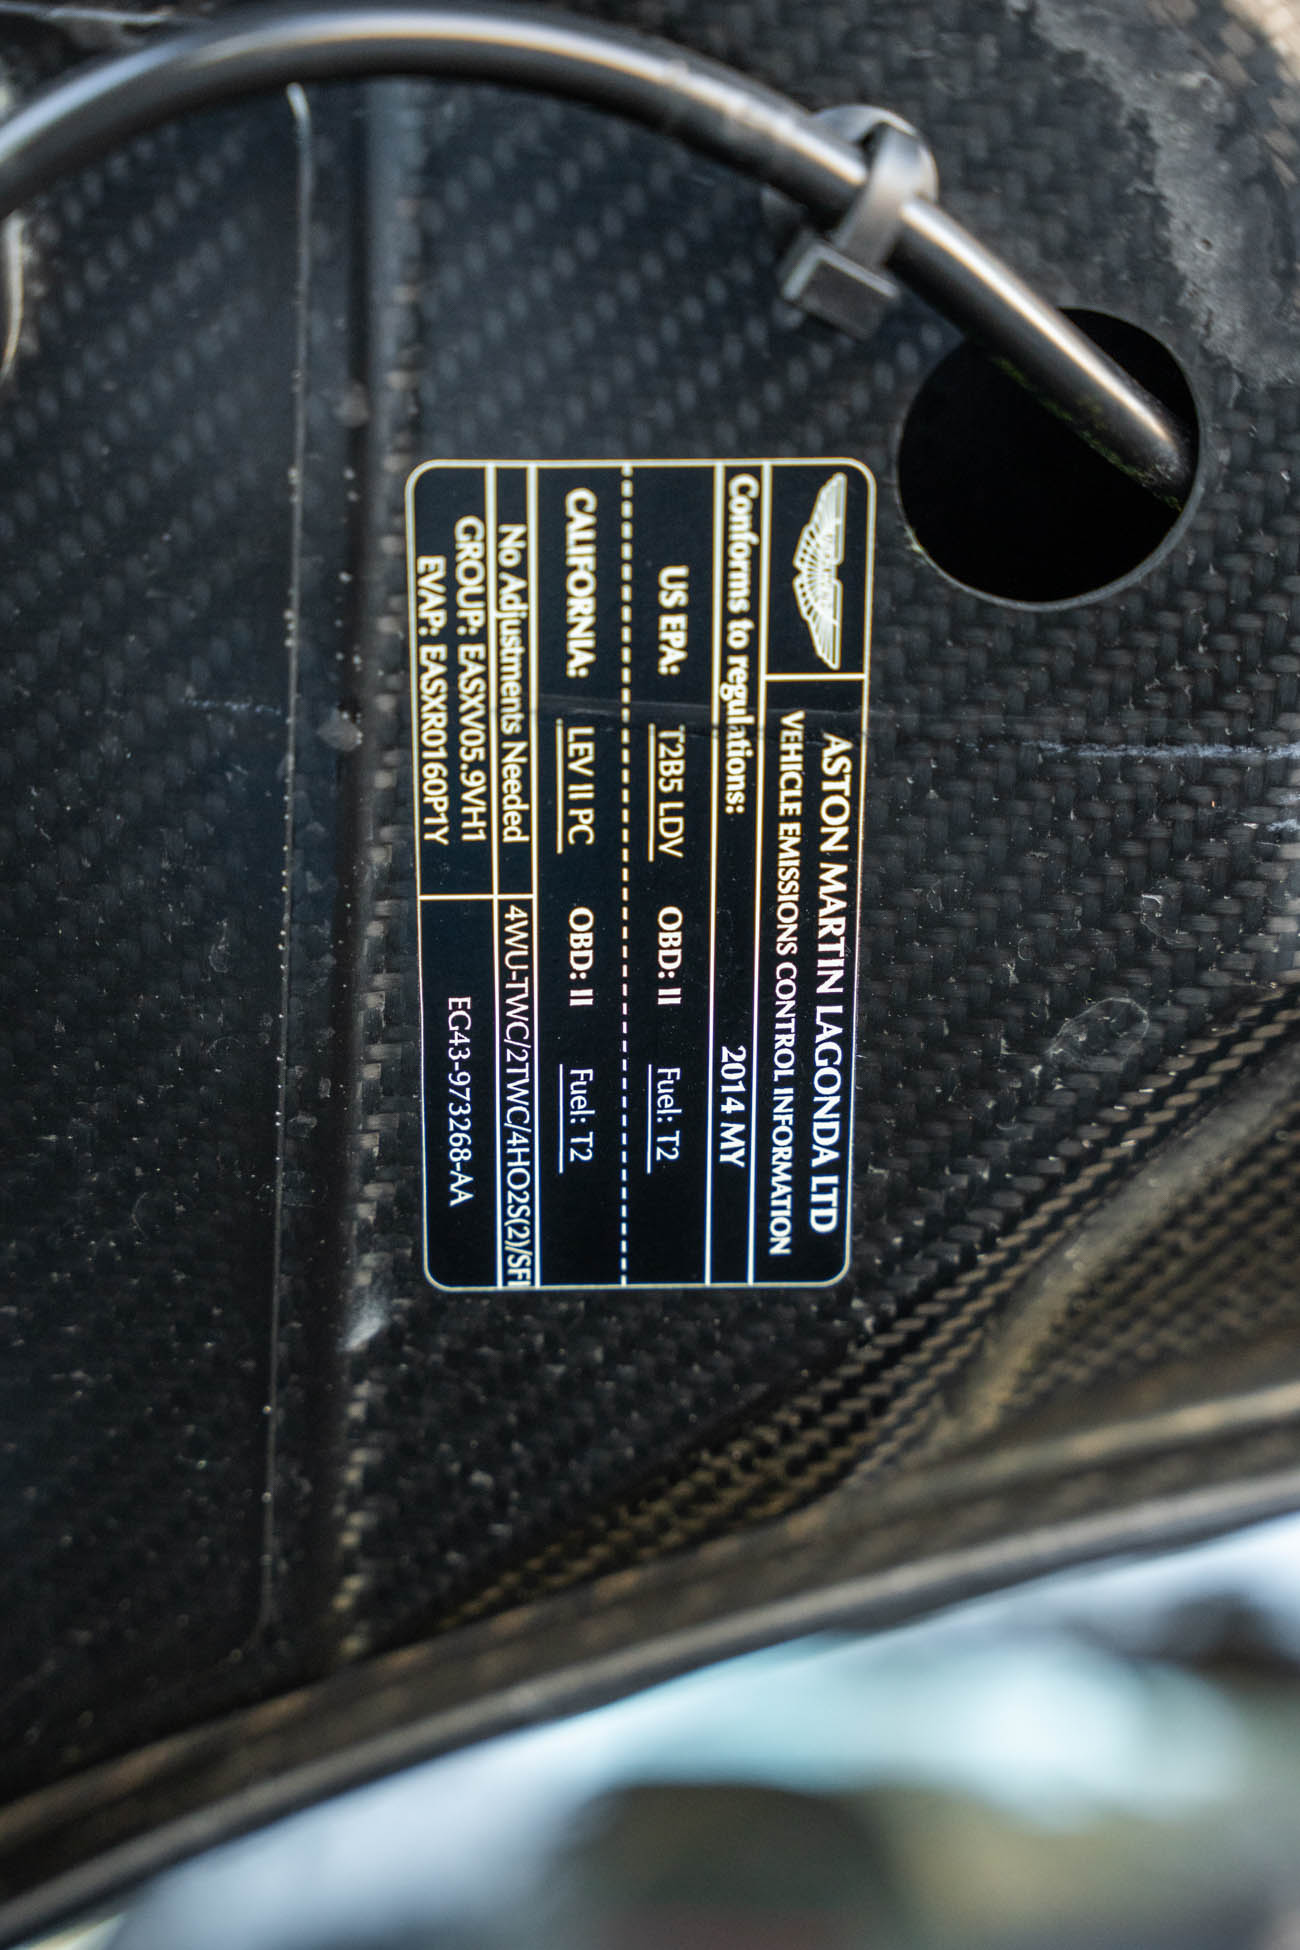 ASTON MARTIN LAGONDA LTD
VEHICLE EMISSIONS CONTROL INFORMATION
Conforms to regulations: 2014 MY
US EPA: T2B5 LDV OBD: II Fuel: T2
CALIFORNIA: LEV II PC OBD: II Fuel: T2
No Adjustments Needed 4WU-TWC/2TWC/4HO2S(2)/SFI
GROUP: EASXV05.9VH1
EVAP: EASXR0160P1Y
EG43-973268-AA